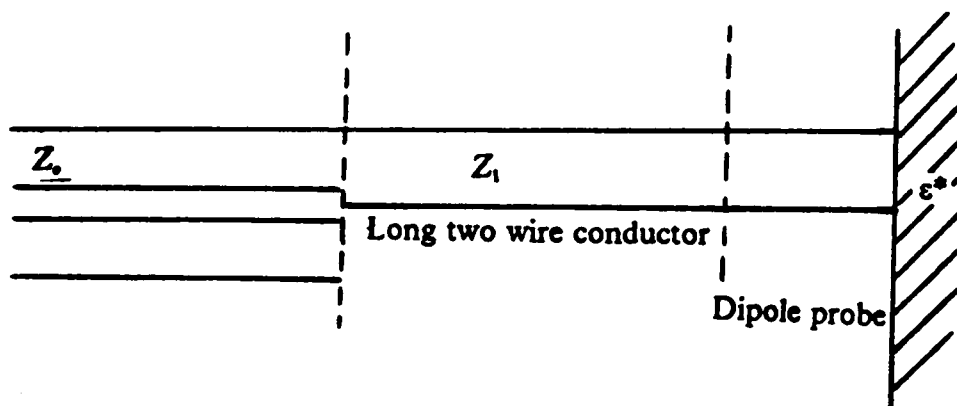 Z₀
Z₁
ε*
Long two wire conductor
Dipole probe